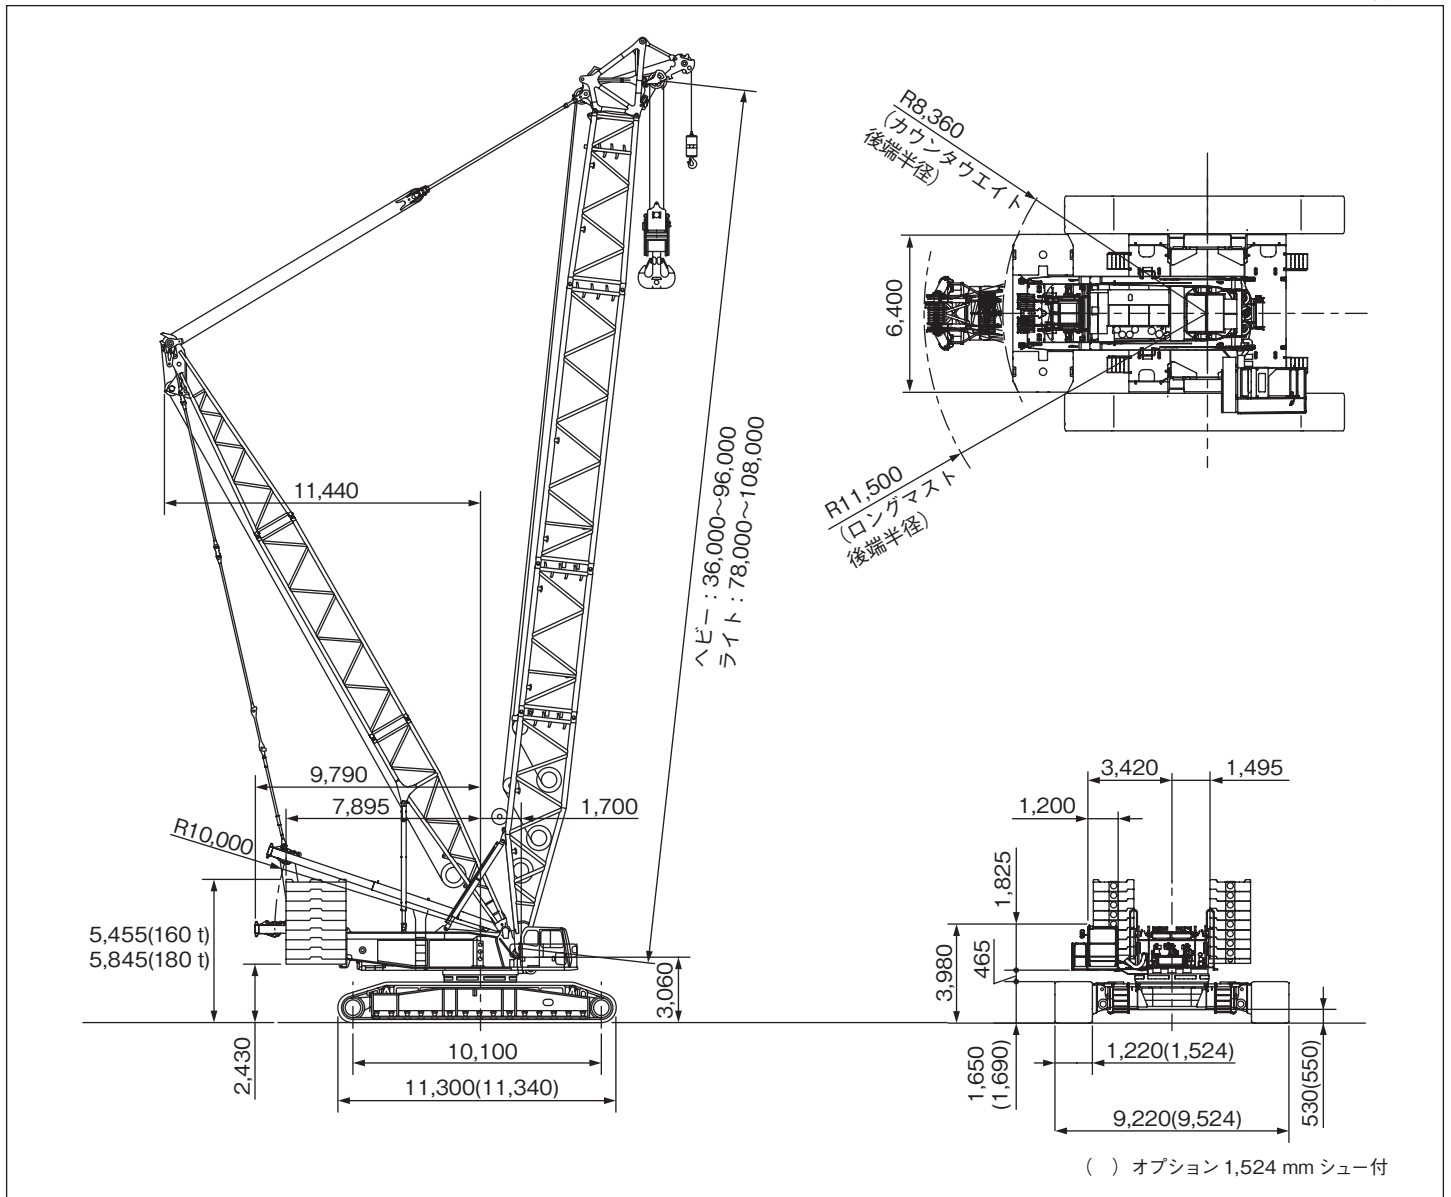 R8,360
(カウンタウエイト
後端半径)
6,400
R11,500
(ロングマスト
後端半径)
11,440
ヘビー:36,000~96,000
ライト:78,000~108,000
9,790
7,895
1,700
R10,000
5,455(160 t)
5,845(180 t)
2,430
3,060
10,100
11,300(11,340)
3,420
1,495
1,200
1,825
465
3,980
1,650
(1,690)
1,220(1,524)
530(550)
9,220(9,524)
( ) オプション 1,524 mm シュー付